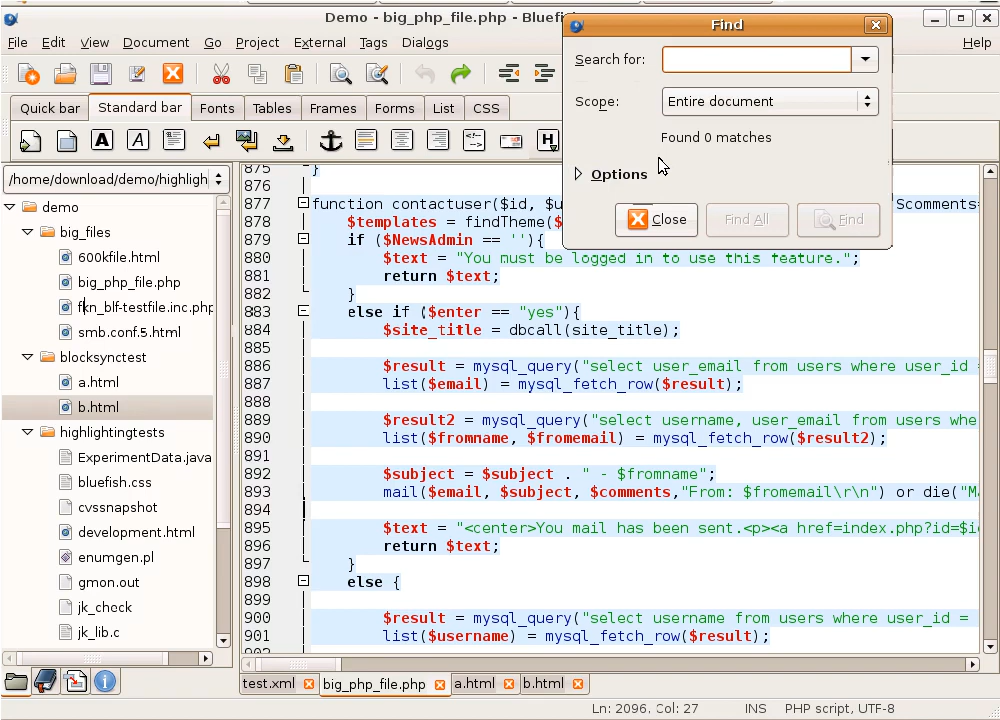 Demo - big_php_file.php - Bluefi
File Edit View Document Go Project External Tags Dialogs Help
Quick bar Standard bar Fonts Tables Frames Forms List CSS
Find
Search for:
Scope: Entire document
Found 0 matches
Options
Close Find All Find
/home/download/demo/highligh
demo
big_files
600kfile.html
big_php_file.php
fkn_blf-testfile.inc.php
smb.conf.5.html
blocksynctest
a.html
b.html
highlightingtests
ExperimentData.java
bluefish.css
cvssnapshot
development.html
enumgen.pl
gmon.out
jk_check
jk_lib.c
875 }
876
877 function contactuser($id, $u $comments=
878 $templates = findTheme($
879 if ($NewsAdmin == ''){
880 $text = "You must be logged in to use this feature.";
881 return $text;
882 }
883 else if ($enter == "yes"){
884 $site_title = dbcall(site_title);
885
886 $result = mysql_query("select user_email from users where user_id =
887 list($email) = mysql_fetch_row($result);
888
889 $result2 = mysql_query("select username, user_email from users whe
890 list($fromname, $fromemail) = mysql_fetch_row($result2);
891
892 $subject = $subject . " - $fromname";
893 mail($email, $subject, $comments,"From: $fromemail\r\n") or die("Ma
894
895 $text = "<center>You mail has been sent.<p><a href=index.php?id=$id
896 return $text;
897 }
898 else {
899
900 $result = mysql_query("select username from users where user_id =
901 list($username) = mysql_fetch_row($result);
902
test.xml big_php_file.php a.html b.html
Ln: 2096, Col: 27 INS PHP script, UTF-8